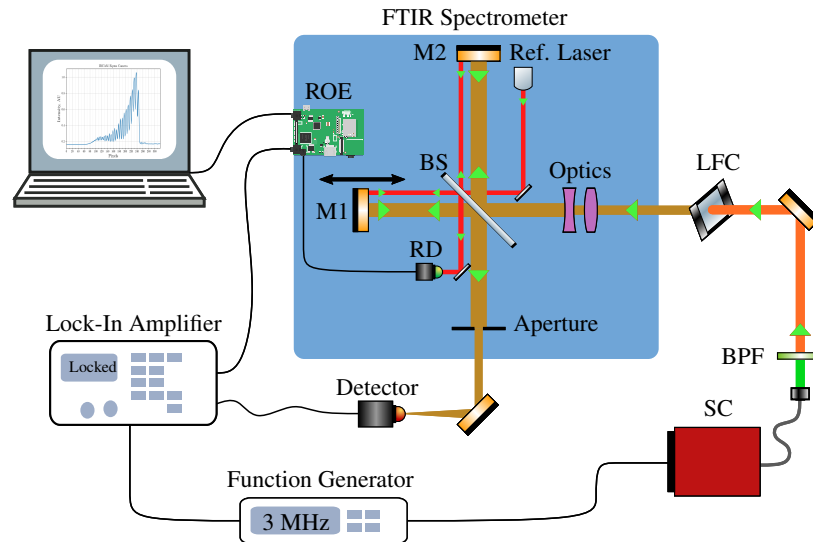 FTIR Spectrometer
M2
Ref. Laser
ROE
BS
Optics
LFC
M1
RD
Aperture
Lock-In Amplifier
Locked
BPF
Detector
SC
Function Generator
3 MHz
Pixel